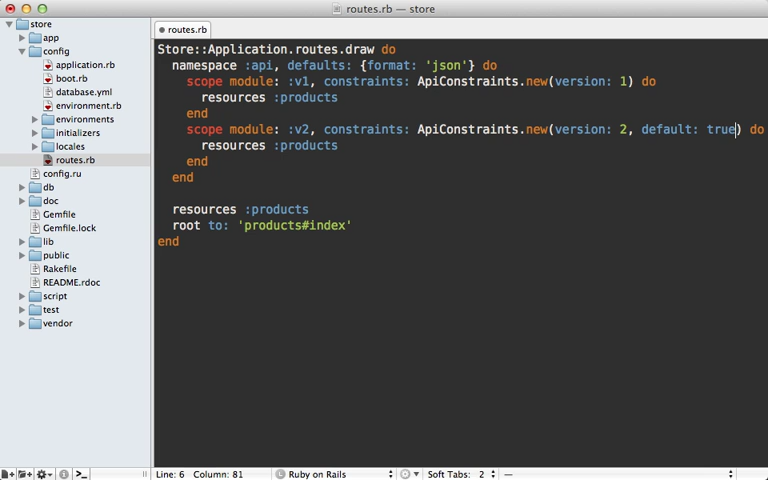 routes.rb — store
store
app
config
application.rb
boot.rb
database.yml
environment.rb
environments
initializers
locales
routes.rb
config.ru
db
doc
Gemfile
Gemfile.lock
lib
public
Rakefile
README.rdoc
script
test
vendor
routes.rb
Store::Application.routes.draw do
namespace :api, defaults: {format: 'json'} do
scope module: :v1, constraints: ApiConstraints.new(version: 1) do
resources :products
end
scope module: :v2, constraints: ApiConstraints.new(version: 2, default: true) do
resources :products
end
end
resources :products
root to: 'products#index'
end
Line: 6 Column: 81 Ruby on Rails Soft Tabs: 2 —